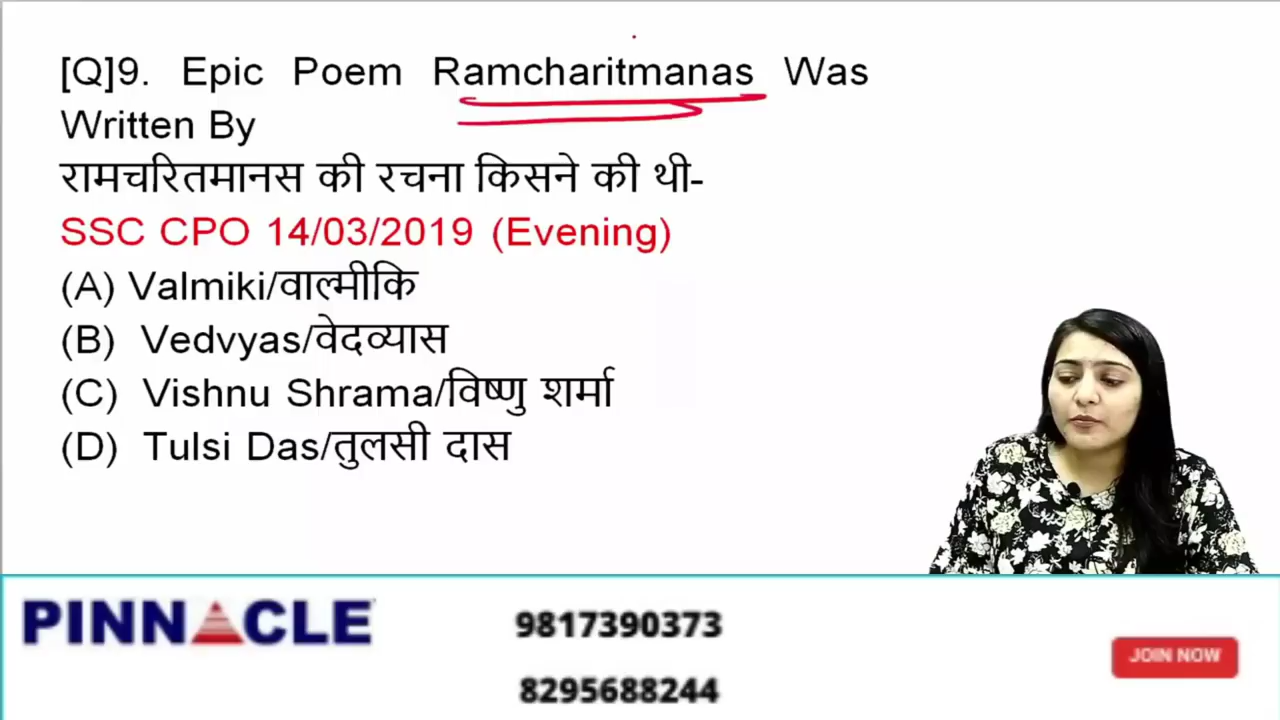 [Q]9. Epic Poem Ramcharitmanas Was
Written By
रामचरितमानस की रचना किसने की थी-
SSC CPO 14/03/2019 (Evening)
(A) Valmiki/वाल्मीकि
(B) Vedvyas/वेदव्यास
(C) Vishnu Shrama/विष्णु शर्मा
(D) Tulsi Das/तुलसी दास
PINNACLE
9817390373
8295688244
JOIN NOW